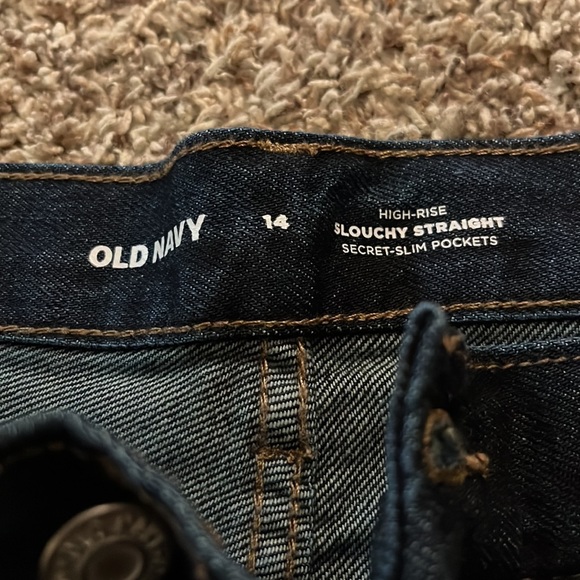 OLD NAVY
14
HIGH-RISE
SLOUCHY STRAIGHT
SECRET-SLIM POCKETS